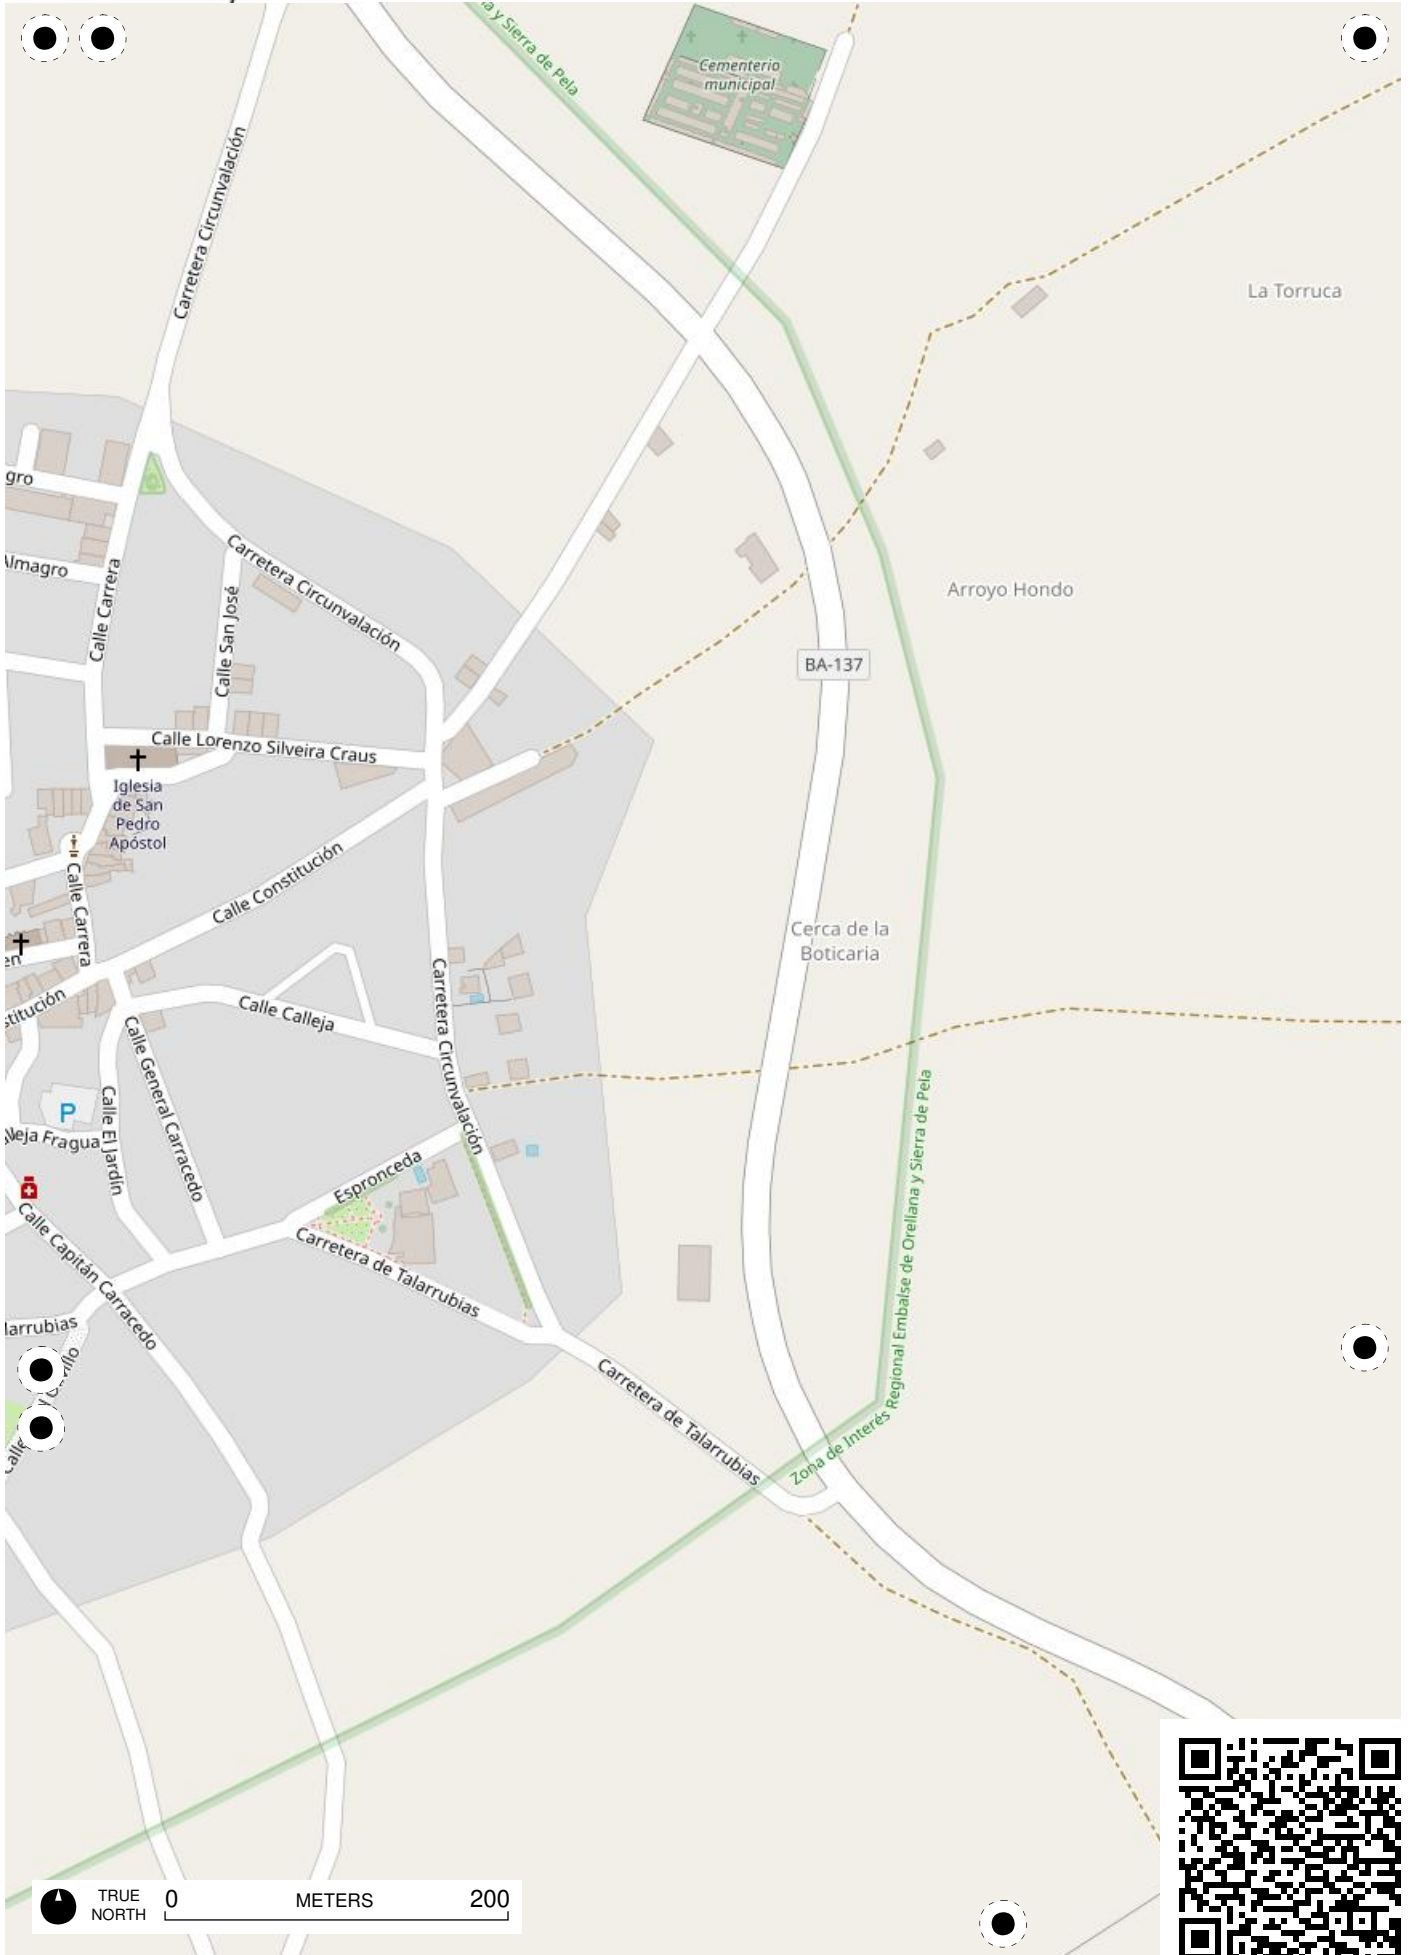 y Sierra de Pela
Cementerio
municipal
Carretera Circunvalación
La Torruca
Almagro
Calle Carrera
Carretera Circunvalación
Calle San José
Arroyo Hondo
BA-137
Calle Lorenzo Silveira Craus
Iglesia
de San
Pedro
Apóstol
Calle Constitución
Calle Carrera
Cerca de la
Boticaria
Calle Calleja
Carretera Circunvalación
Calle General Carracedo
Calle El Jardín
P
Fragua
Espronceda
Zona de Interés Regional Embalse de Orellana y Sierra de Pela
Calle Capitán Carracedo
Carretera de Talarrubias
larrubias
Carretera de Talarrubias
TRUE
NORTH
0 METERS 200